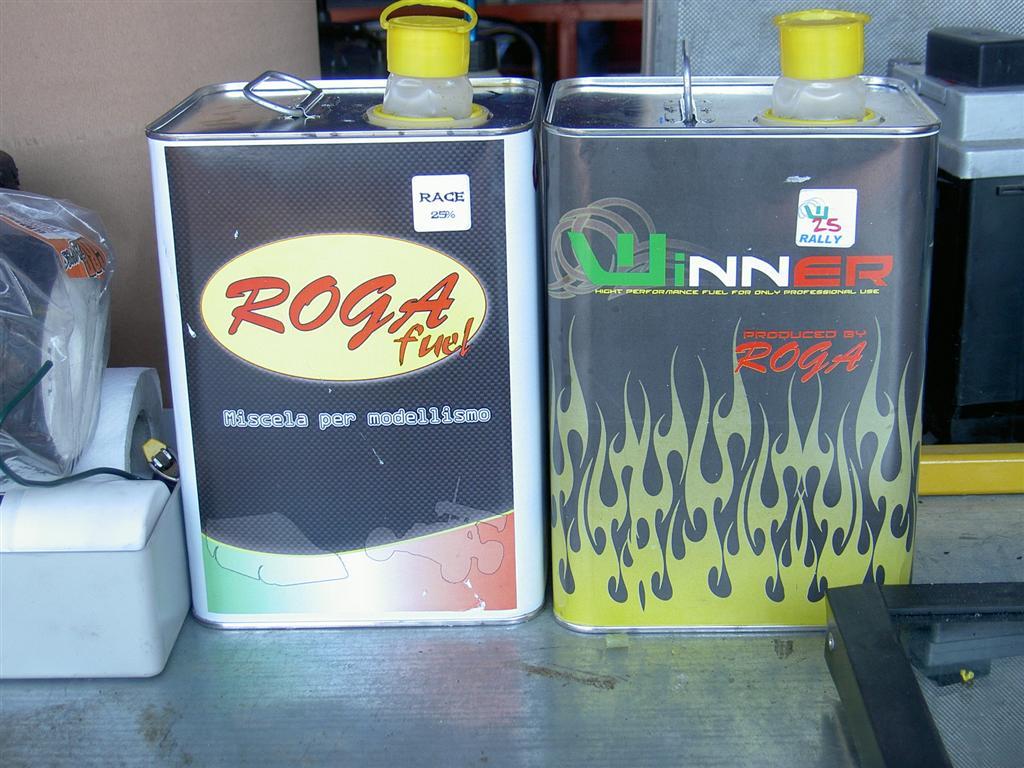 RACE
25%
ROGA
fuel
Miscela per modellismo
W
25
RALLY
WiNNER
HIGHT PERFORMANCE FUEL FOR ONLY PROFESSIONAL USE
PRODUCED BY
ROGA